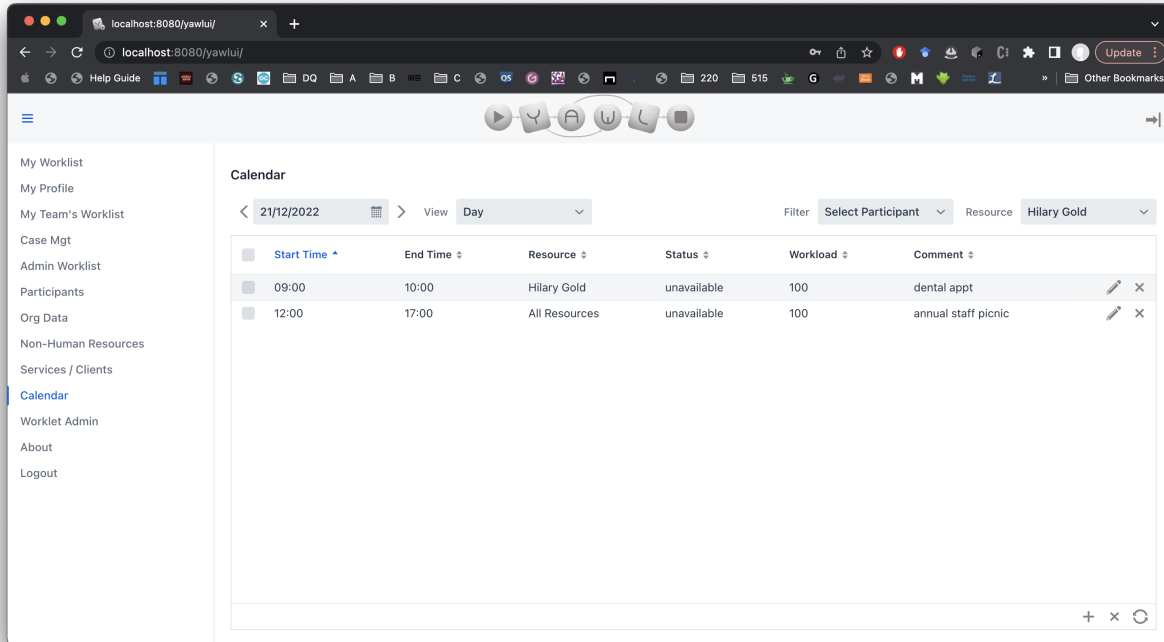 localhost:8080/yawlui/
localhost:8080/yawlui/
Update
Help Guide DQ A B C QS 220 515 G M Other Bookmarks
Y A W L
My Worklist
My Profile
My Team's Worklist
Case Mgt
Admin Worklist
Participants
Org Data
Non-Human Resources
Services / Clients
Calendar
Worklet Admin
About
Logout
Calendar
21/12/2022 View Day Filter Select Participant Resource Hilary Gold
Start Time End Time Resource Status Workload Comment
09:00 10:00 Hilary Gold unavailable 100 dental appt
12:00 17:00 All Resources unavailable 100 annual staff picnic